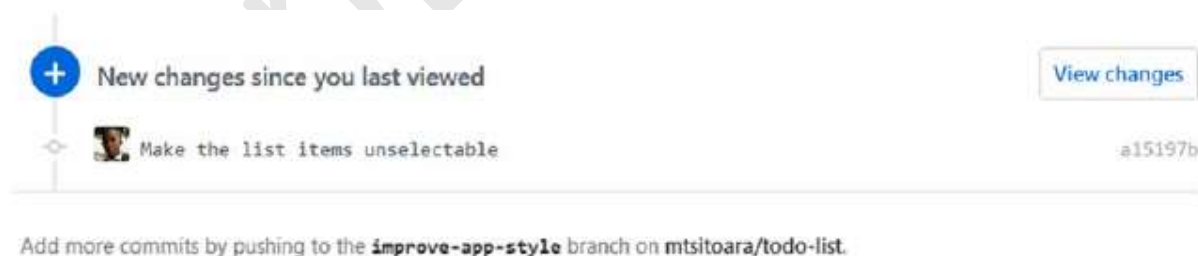 New changes since you last viewed
View changes
Make the list items unselectable
a15197b
Add more commits by pushing to the improve-app-style branch on mtsitoara/todo-list.